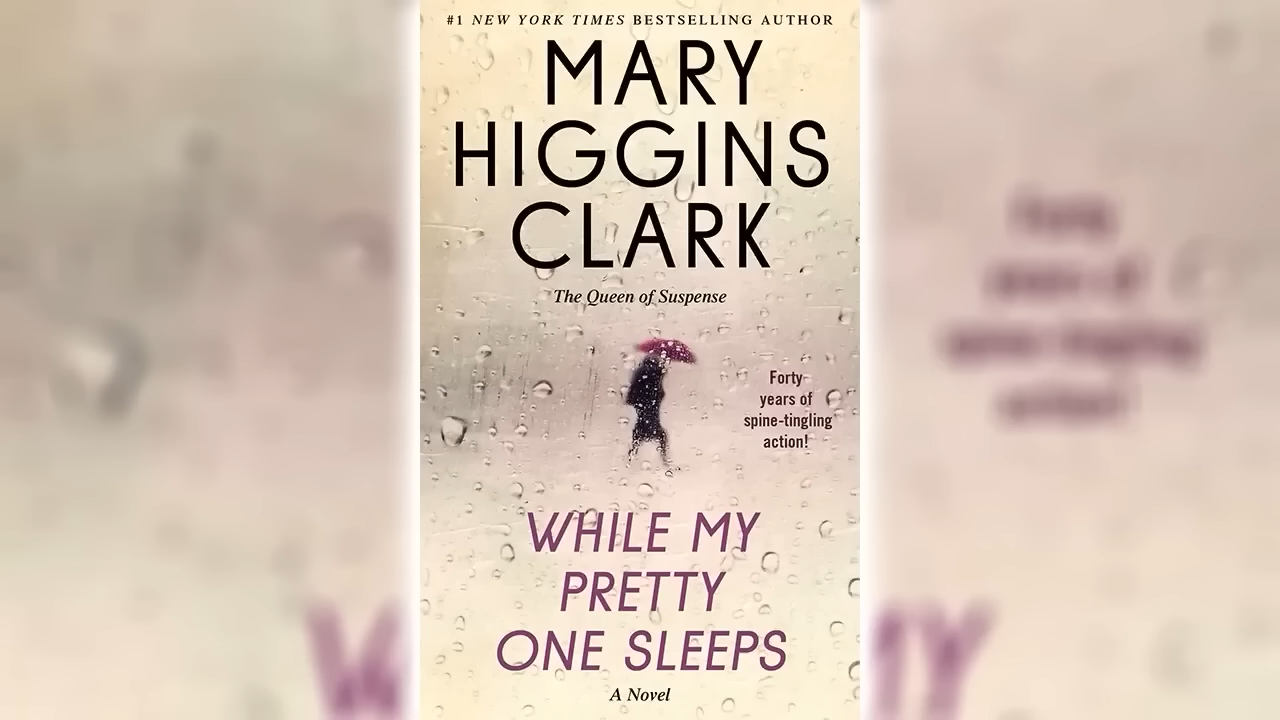 #1 NEW YORK TIMES BESTSELLING AUTHOR
MARY
HIGGINS
CLARK
The Queen of Suspense
Forty
years of
spine-tingling
action!
WHILE MY
PRETTY
ONE SLEEPS
A Novel